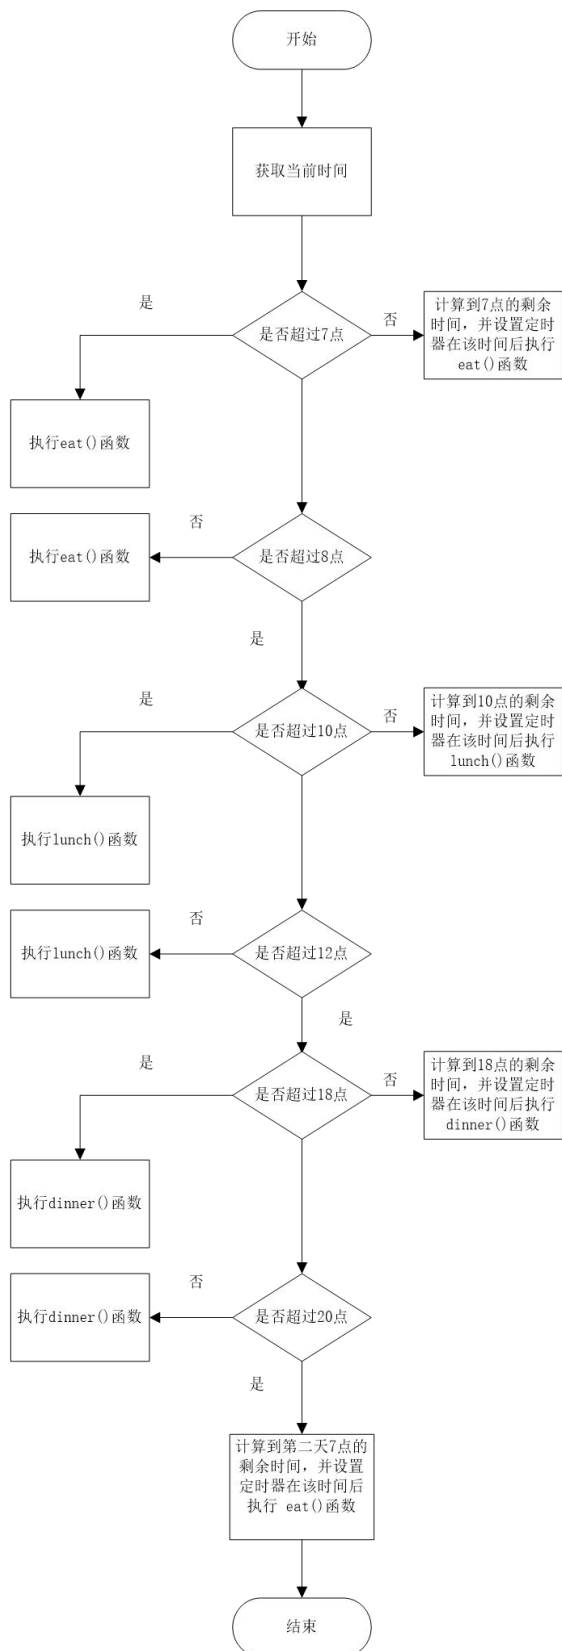 开始
获取当前时间
是
是否超过7点
否
计算到7点的剩余
时间，并设置定时
器在该时间后执行
eat()函数
执行eat()函数
执行eat()函数
否
是否超过8点
是
是
是否超过10点
否
计算到10点的剩余
时间，并设置定时
器在该时间后执行
lunch()函数
执行lunch()函数
执行lunch()函数
否
是否超过12点
是
是
是否超过18点
否
计算到18点的剩余
时间，并设置定时
器在该时间后执行
dinner()函数
执行dinner()函数
执行dinner()函数
否
是否超过20点
是
计算到第二天7点的
剩余时间，并设置
定时器在该时间后
执行 eat()函数
结束